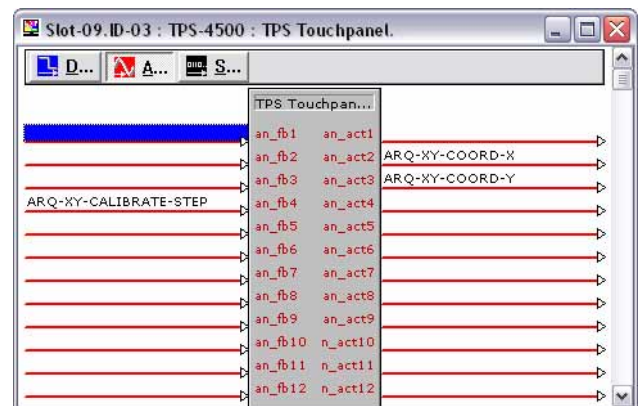 Slot-09.ID-03 : TPS-4500 : TPS Touchpanel.
D... A... S...
TPS Touchpan...
an_fb1 an_act1
an_fb2 an_act2 ARQ-XY-COORD-X
an_fb3 an_act3 ARQ-XY-COORD-Y
ARQ-XY-CALIBRATE-STEP an_fb4 an_act4
an_fb5 an_act5
an_fb6 an_act6
an_fb7 an_act7
an_fb8 an_act8
an_fb9 an_act9
an_fb10 n_act10
an_fb11 n_act11
an_fb12 n_act12